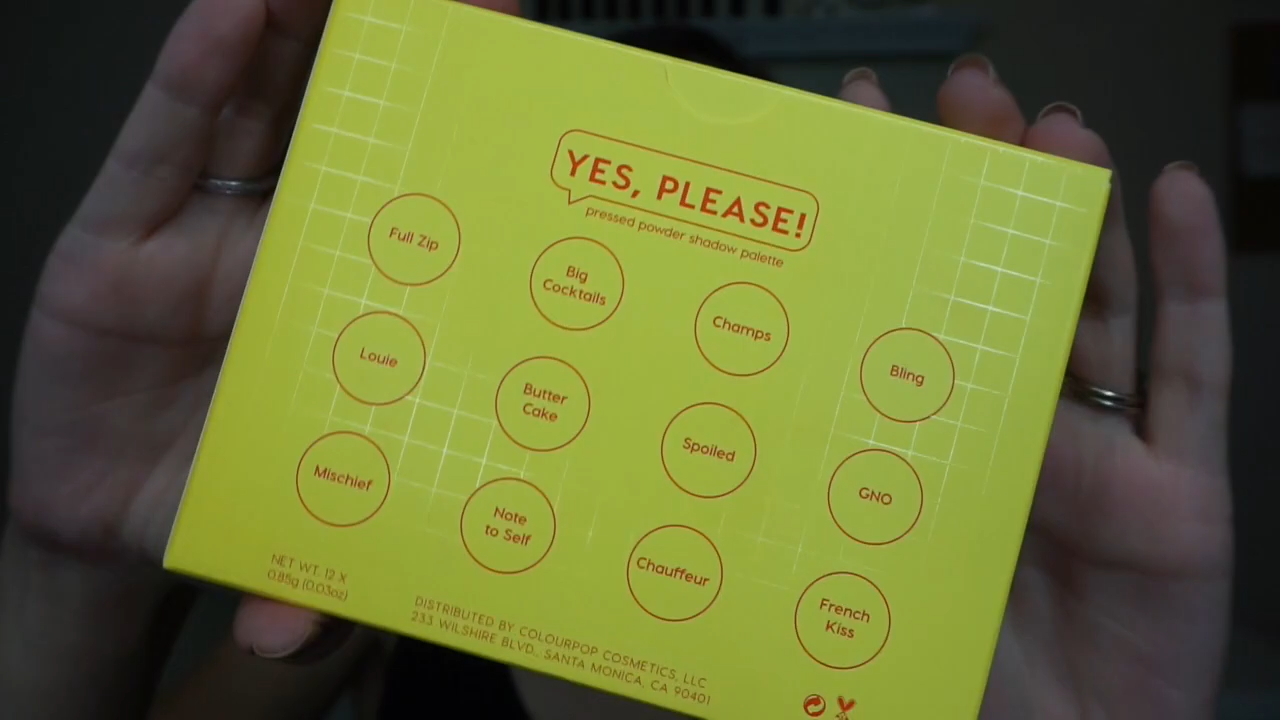 YES, PLEASE!
pressed powder shadow palette
Full Zip
Big
Cocktails
Champs
Bling
Louie
Butter
Cake
Spoiled
GNO
Mischief
Note
to Self
Chauffeur
French
Kiss
NET WT. 12 X
0.85g (0.03oz)
DISTRIBUTED BY COLOURPOP COSMETICS, LLC
233 WILSHIRE BLVD., SANTA MONICA, CA 90401